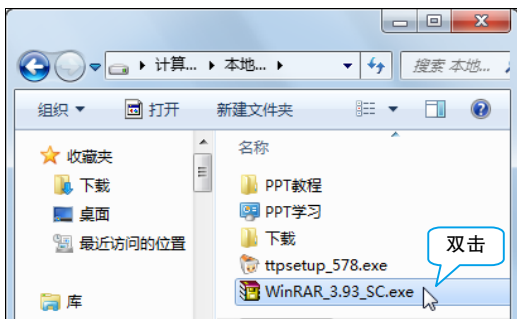 计算... 本地... 搜索 本地...
组织 打开 新建文件夹
收藏夹
下载
桌面
最近访问的位置
库
名称
PPT教程
PPT学习
下载
ttpsetup_578.exe
WinRAR_3.93_SC.exe
双击